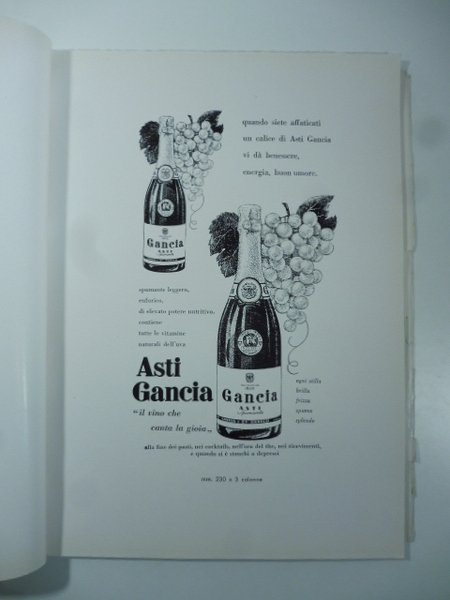 quando siete affaticati
un calice di Asti Gancia
vi dà benessere,
energia, buon umore.
Gancia
ASTI
spumante leggero,
euforico,
di elevato potere nutritivo,
contiene
tutte le vitamine
naturali dell'uva
Asti
Gancia
"il vino che
canta la gioia„
Gancia
ASTI
Spumante
ogni stilla
brilla
frizza
spuma
splende
alla fine dei pasti, nei cocktails, nell'ora del the, nei ricevimenti,
e quando si è stanchi o depressi
mm. 230 a 3 colonne